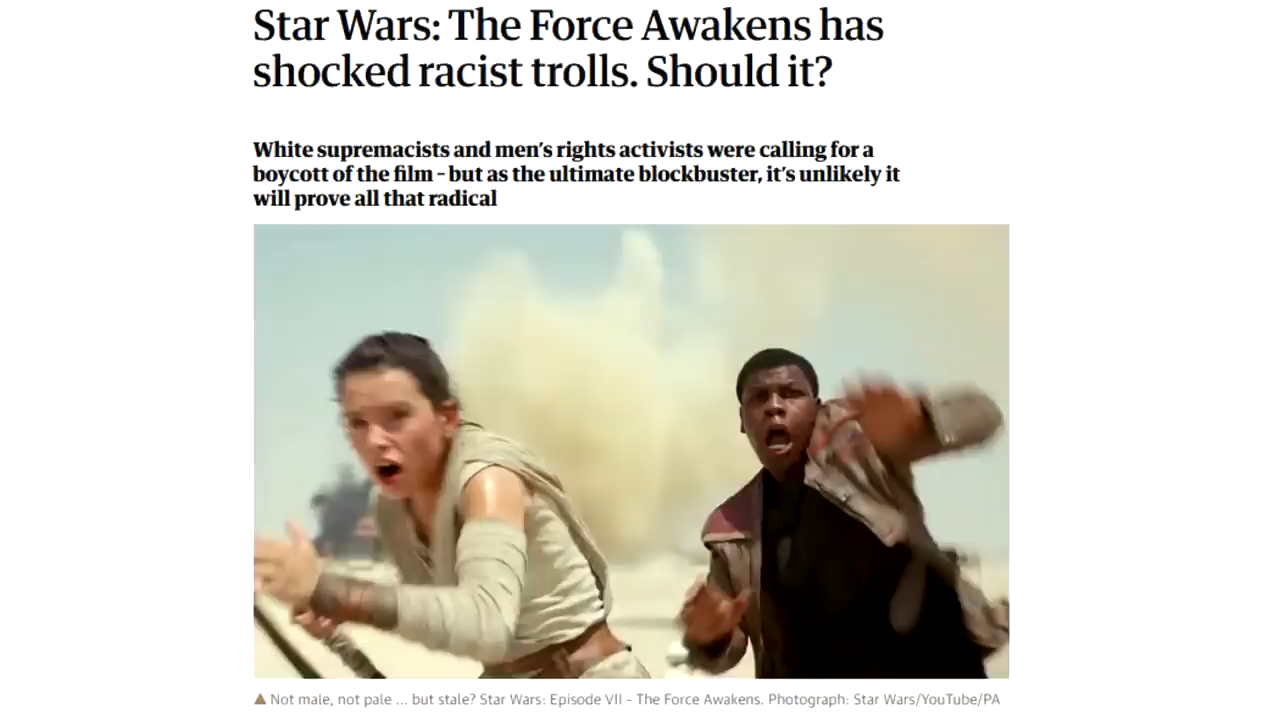 Star Wars: The Force Awakens has
shocked racist trolls. Should it?
White supremacists and men's rights activists were calling for a
boycott of the film – but as the ultimate blockbuster, it's unlikely it
will prove all that radical
▲ Not male, not pale ... but stale? Star Wars: Episode VII - The Force Awakens. Photograph: Star Wars/YouTube/PA